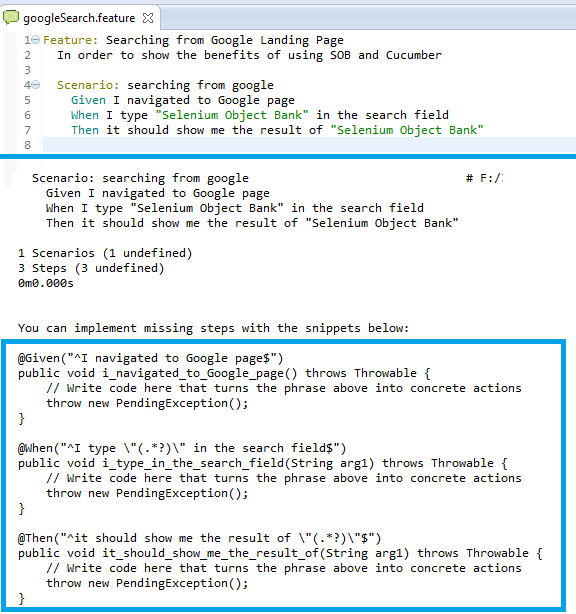 googleSearch.feature
1 Feature: Searching from Google Landing Page
2 In order to show the benefits of using SOB and Cucumber
3
4 Scenario: searching from google
5 Given I navigated to Google page
6 When I type "Selenium Object Bank" in the search field
7 Then it should show me the result of "Selenium Object Bank"
8
Scenario: searching from google # F:/
Given I navigated to Google page
When I type "Selenium Object Bank" in the search field
Then it should show me the result of "Selenium Object Bank"
1 Scenarios (1 undefined)
3 Steps (3 undefined)
0m0.000s
You can implement missing steps with the snippets below:
@Given("^I navigated to Google page$")
public void i_navigated_to_Google_page() throws Throwable {
// Write code here that turns the phrase above into concrete actions
throw new PendingException();
}
@When("^I type \"(.*?)\" in the search field$")
public void i_type_in_the_search_field(String arg1) throws Throwable {
// Write code here that turns the phrase above into concrete actions
throw new PendingException();
}
@Then("^it should show me the result of \"(.*?)\"$")
public void it_should_show_me_the_result_of(String arg1) throws Throwable {
// Write code here that turns the phrase above into concrete actions
throw new PendingException();
}